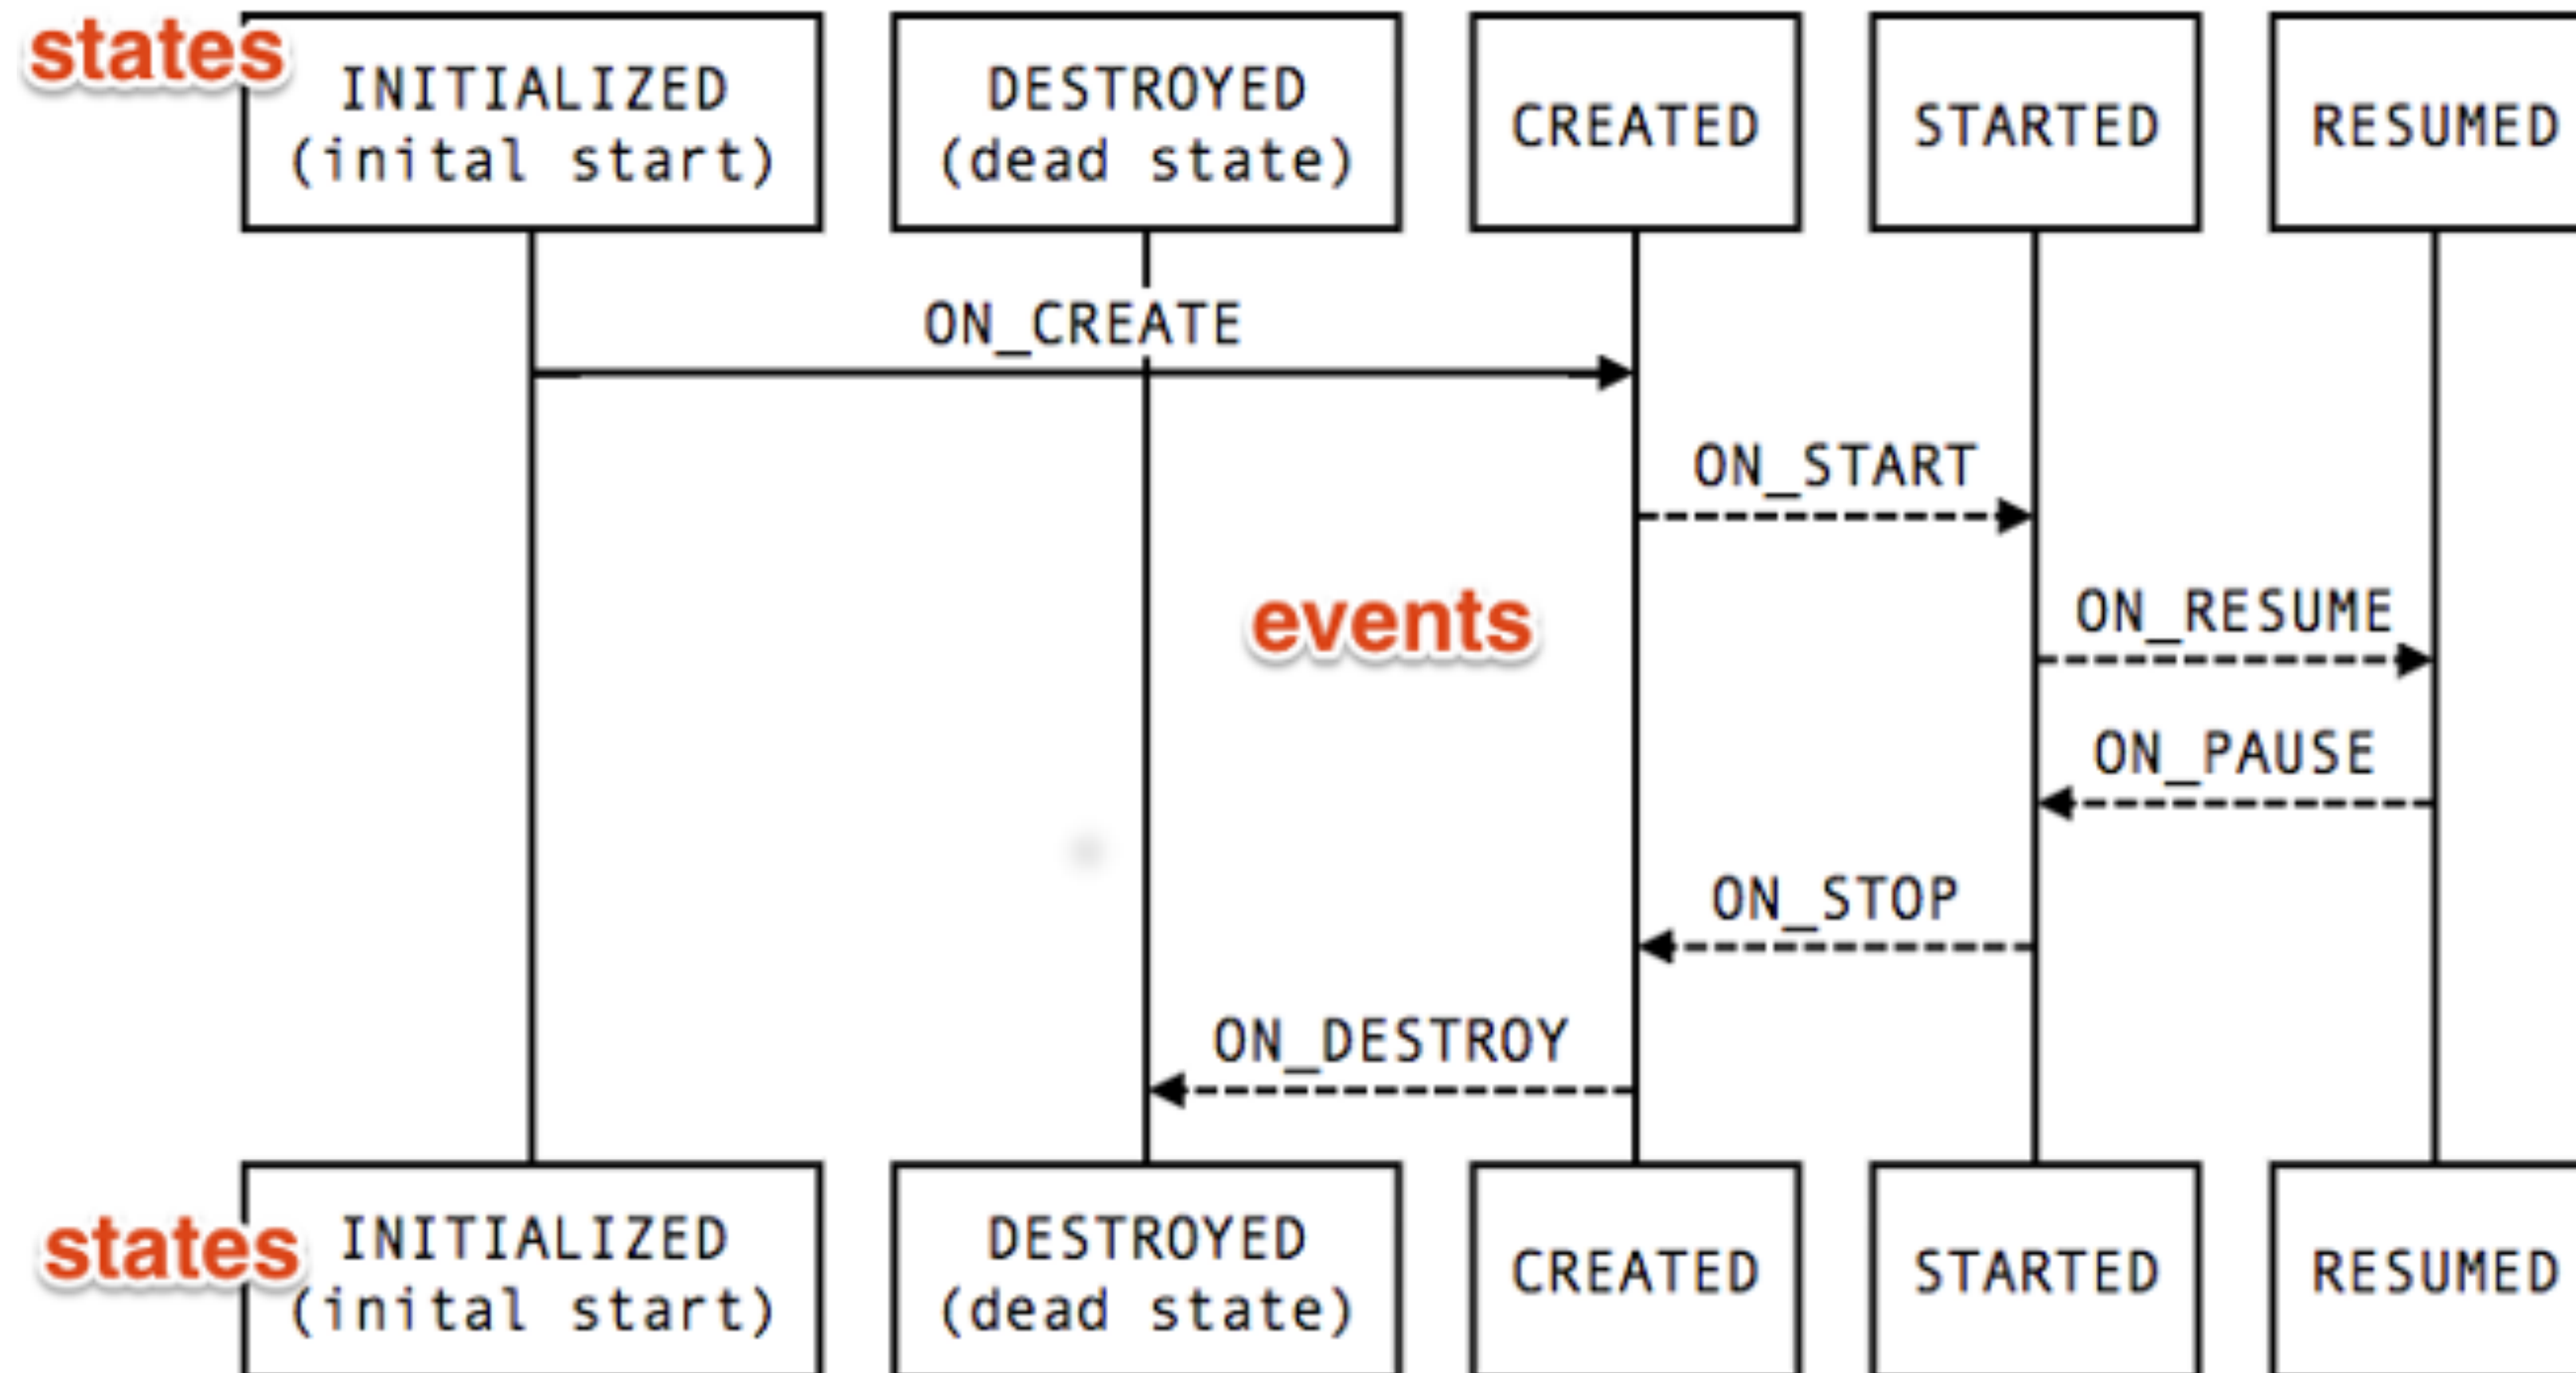 states
INITIALIZED
(inital start)
DESTROYED
(dead state)
CREATED
STARTED
RESUMED
ON_CREATE
ON_START
events
ON_RESUME
ON_PAUSE
ON_STOP
ON_DESTROY
states
INITIALIZED
(inital start)
DESTROYED
(dead state)
CREATED
STARTED
RESUMED